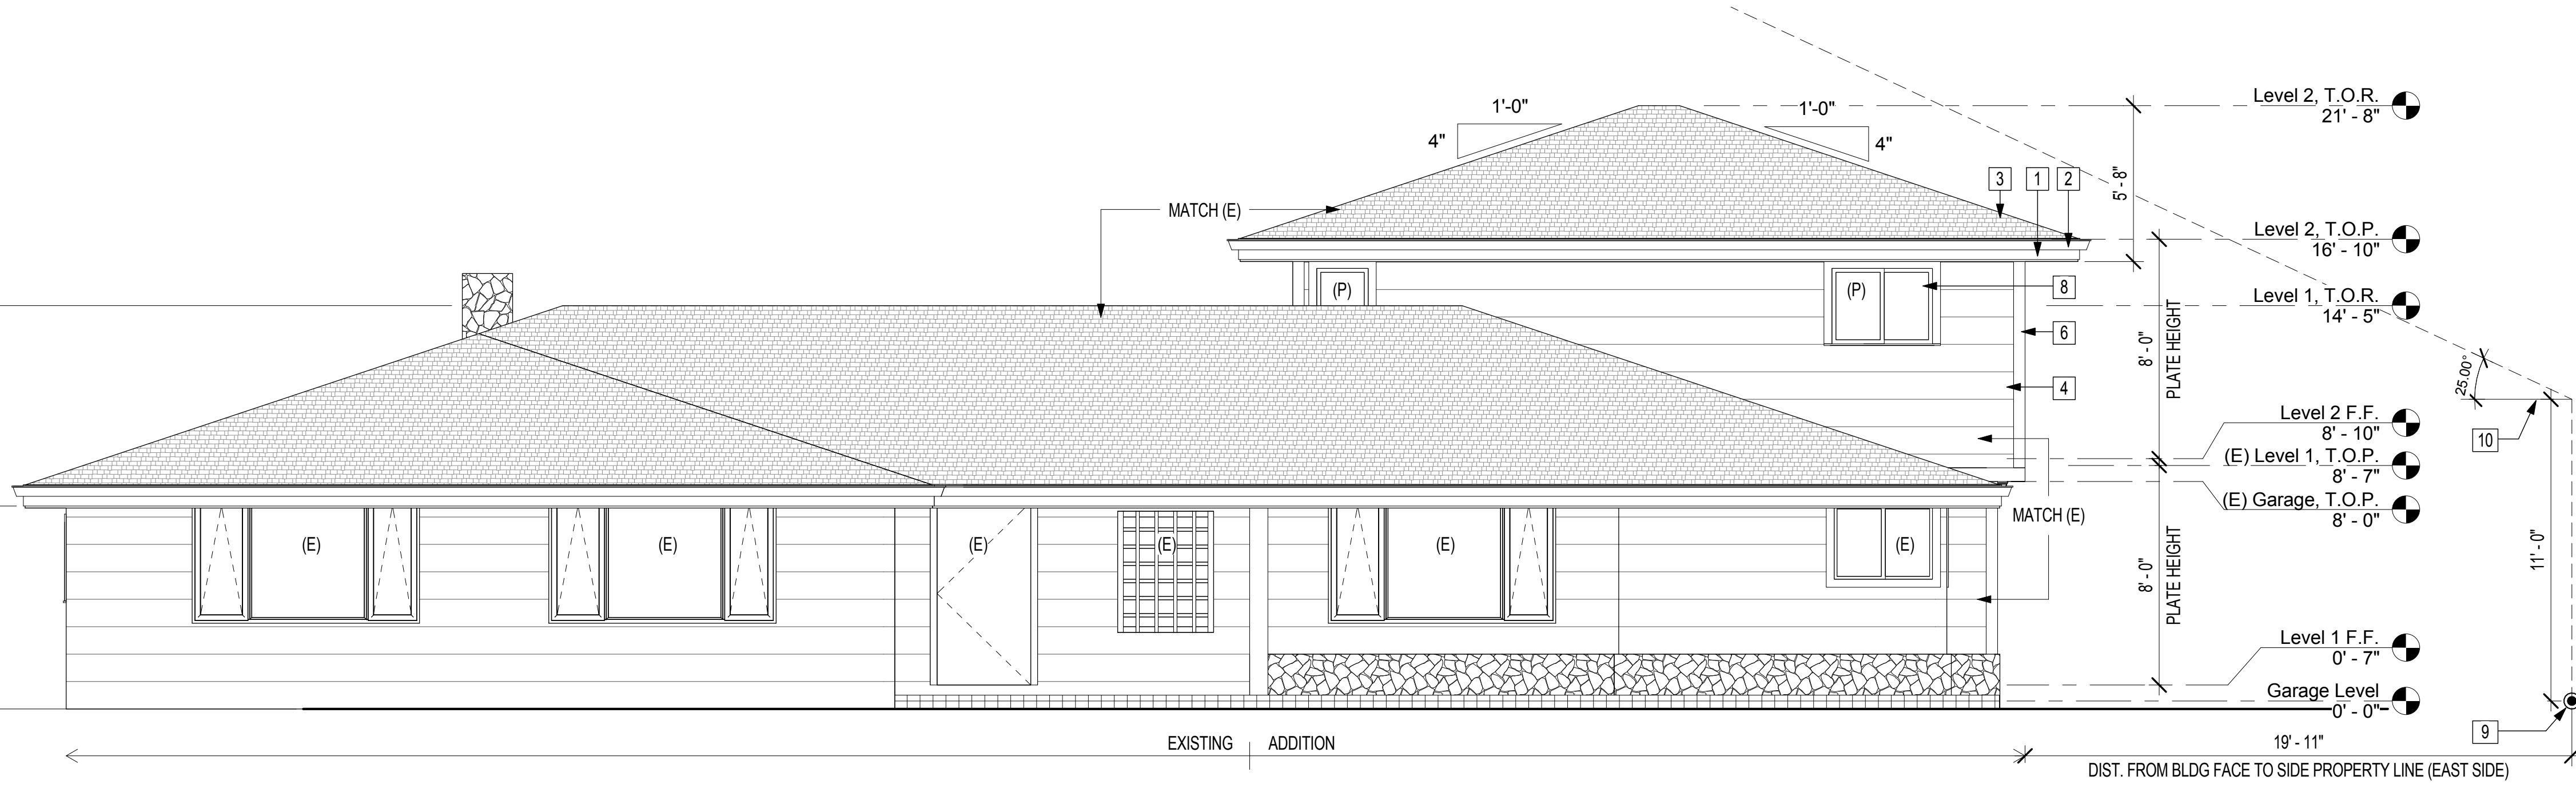 1'-0"
4"
1'-0"
4"
Level 2, T.O.R.
21' - 8"
3
1
2
5' - 8"
MATCH (E)
Level 2, T.O.P.
16' - 10"
(P)
(P)
8
Level 1, T.O.R.
14' - 5"
6
8' - 0"
PLATE HEIGHT
4
25.00°
Level 2 F.F.
8' - 10"
10
(E) Level 1, T.O.P.
8' - 7"
(E) Garage, T.O.P.
8' - 0"
MATCH (E)
(E)
(E)
(E)
(E)
(E)
(E)
8' - 0"
PLATE HEIGHT
11' - 0"
Level 1 F.F.
0' - 7"
Garage Level
0' - 0"
9
EXISTING
ADDITION
19' - 11"
DIST. FROM BLDG FACE TO SIDE PROPERTY LINE (EAST SIDE)